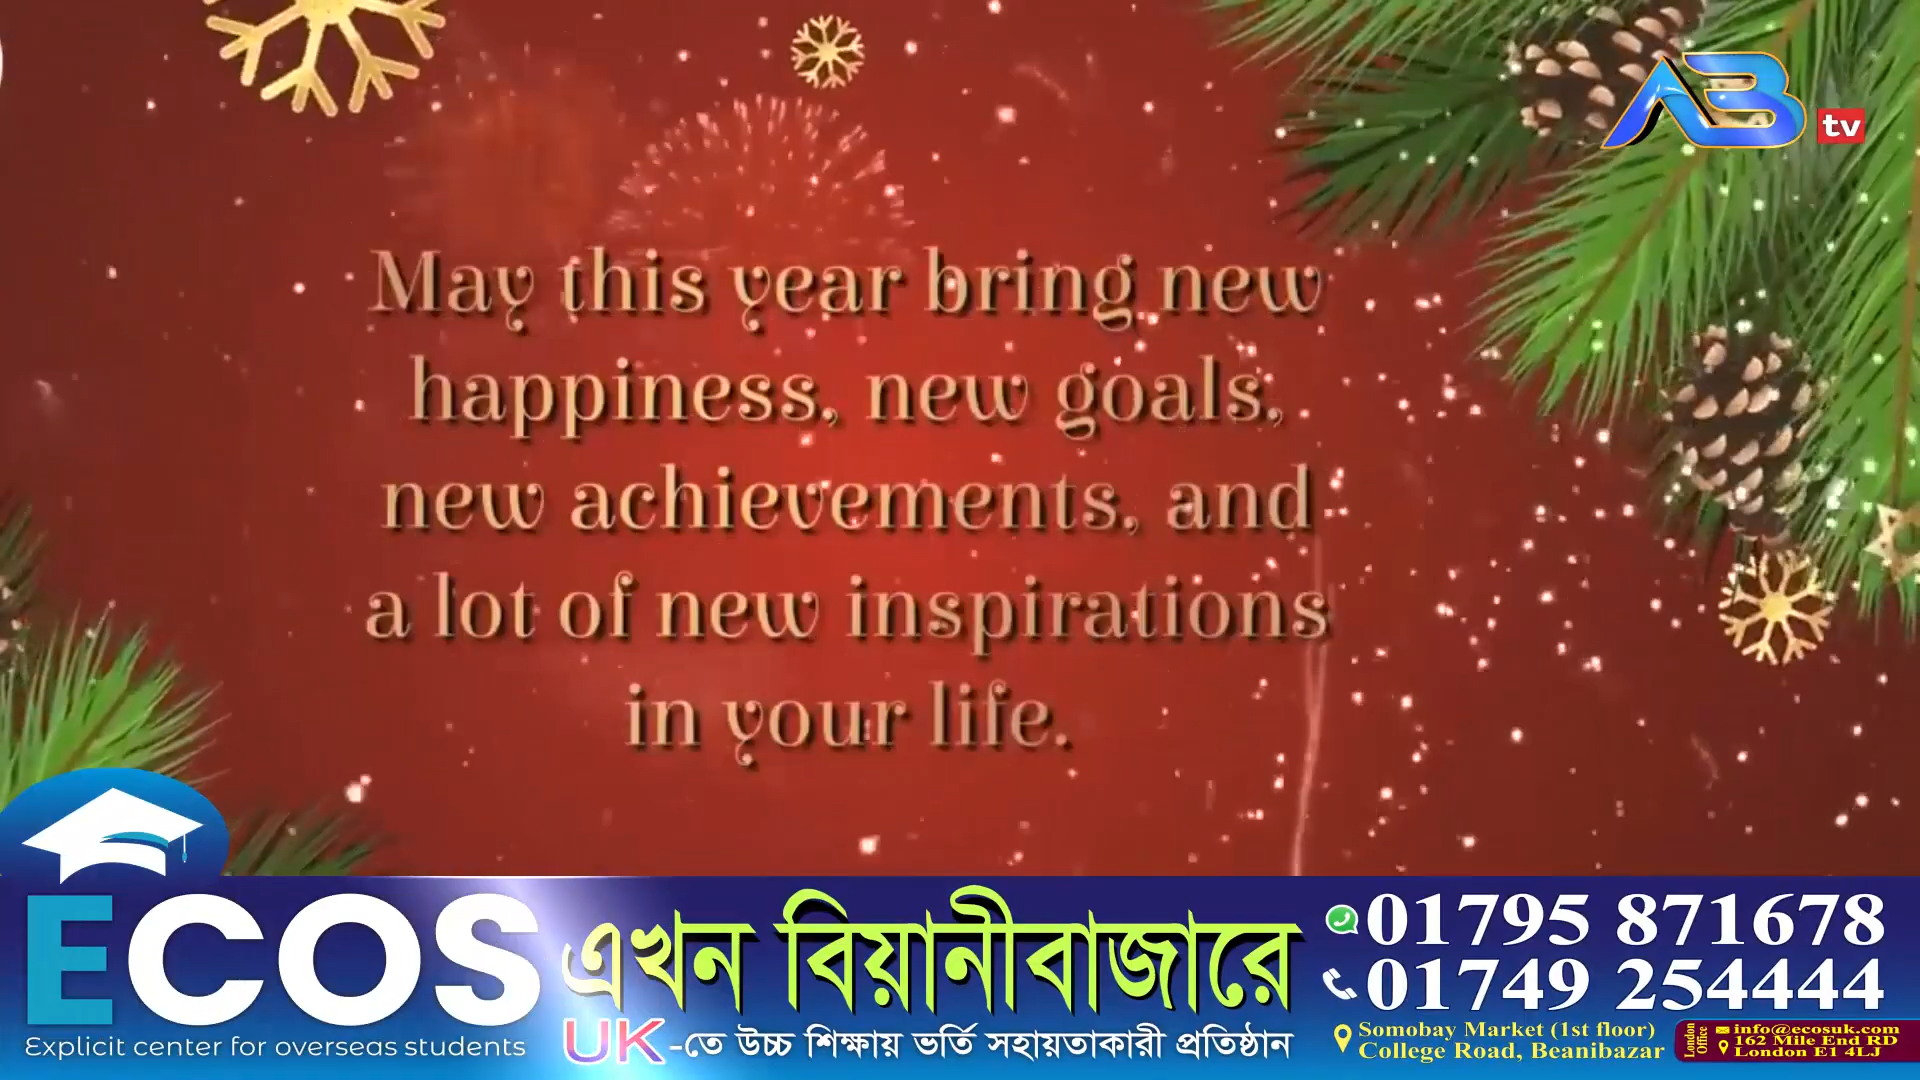 AB tv
May this year bring new
happiness, new goals,
new achievements, and
a lot of new inspirations
in your life.
ECOS
Explicit center for overseas students
এখন বিয়ানীবাজারে
UK-তে উচ্চ শিক্ষায় ভর্তি সহায়তাকারী প্রতিষ্ঠান
01795 871678
01749 254444
Somobay Market (1st floor)
College Road, Beanibazar
London Office
info@ecosuk.com
162 Mile End RD
London E1 4LJ